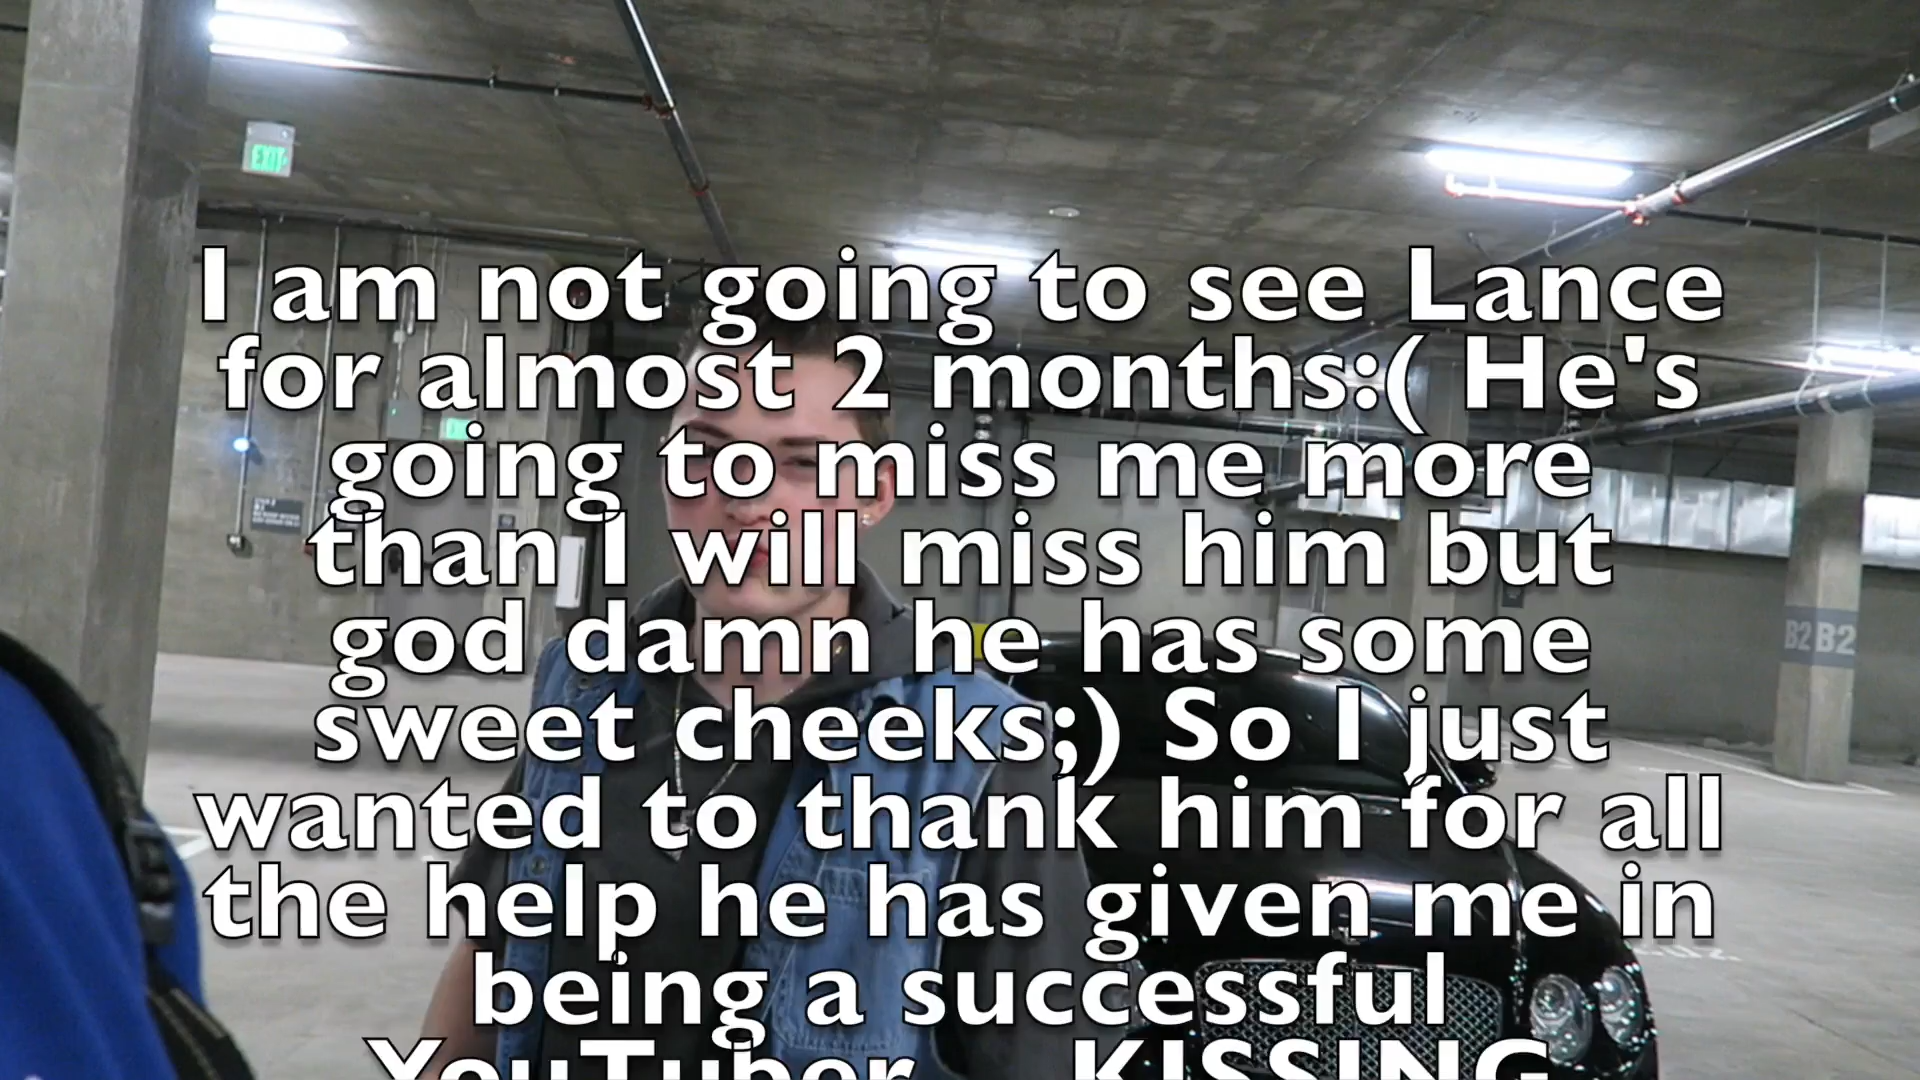 EXIT
I am not going to see Lance
for almost 2 months:( He's
going to miss me more
than I will miss him but
god damn he has some
sweet cheeks;) So I just
wanted to thank him for all
the help he has given me in
being a successful
YouTuber KISSING
B2 B2